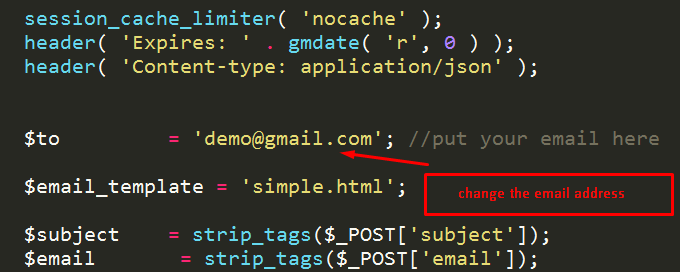 session_cache_limiter( 'nocache' );
header( 'Expires: ' . gmdate( 'r', 0 ) );
header( 'Content-type: application/json' );
$to = 'demo@gmail.com'; //put your email here
$email_template = 'simple.html';
change the email address
$subject = strip_tags($_POST['subject']);
$email = strip_tags($_POST['email']);